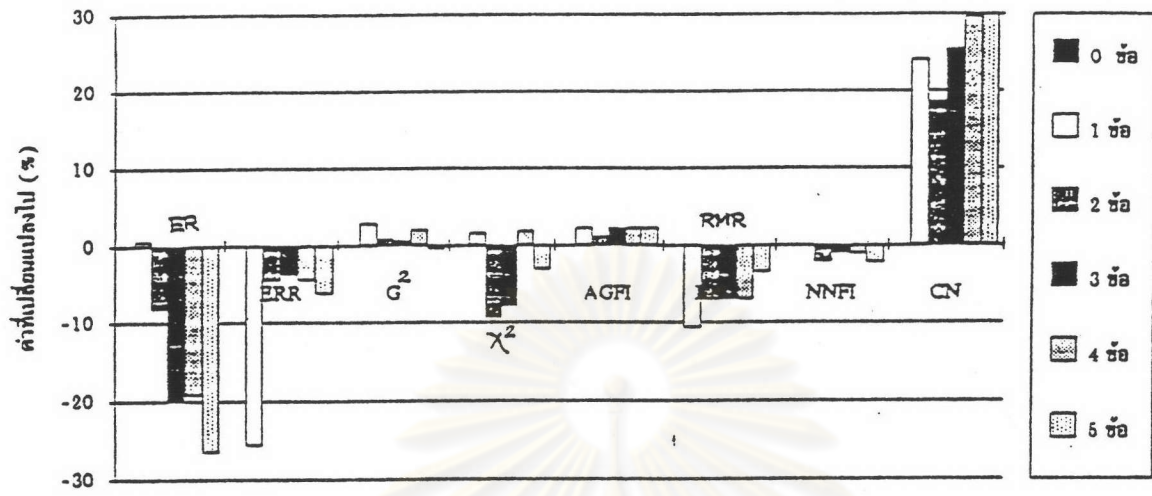 30
20
10
0
-10
-20
-30
ค่าที่เปลี่ยนแปลงไป (%)
ER
ERR
G²
χ²
AGFI
RMR
NNFI
CN
0 ข้อ
1 ข้อ
2 ข้อ
3 ข้อ
4 ข้อ
5 ข้อ